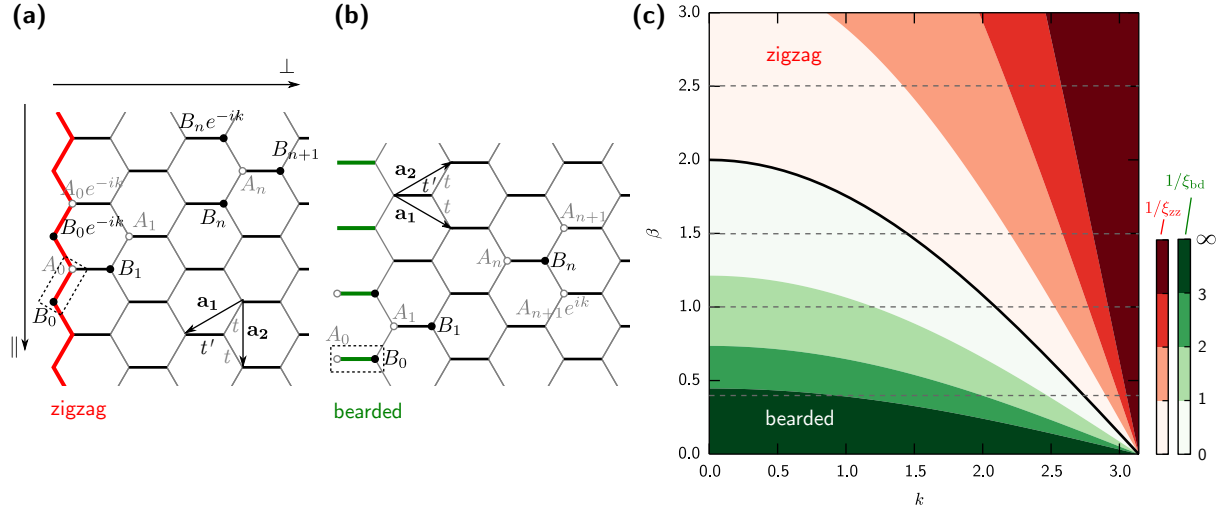 (a)
⊥
∥
B_n e^{-ik}
B_{n+1}
A_n
A_0 e^{-ik}
B_n
B_0 e^{-ik}
A_1
A_0
B_1
B_0
a_1
a_2
t
t'
t
zigzag
(b)
a_2
t'
t
a_1
t
A_{n+1}
A_n
B_n
A_{n+1} e^{ik}
A_1
B_1
A_0
B_0
bearded
(c)
3.0
2.5
2.0
1.5
1.0
0.5
0.0
β
zigzag
bearded
0.0
0.5
1.0
1.5
2.0
2.5
3.0
k
1/ξ_zz
1/ξ_bd
∞
3
2
1
0